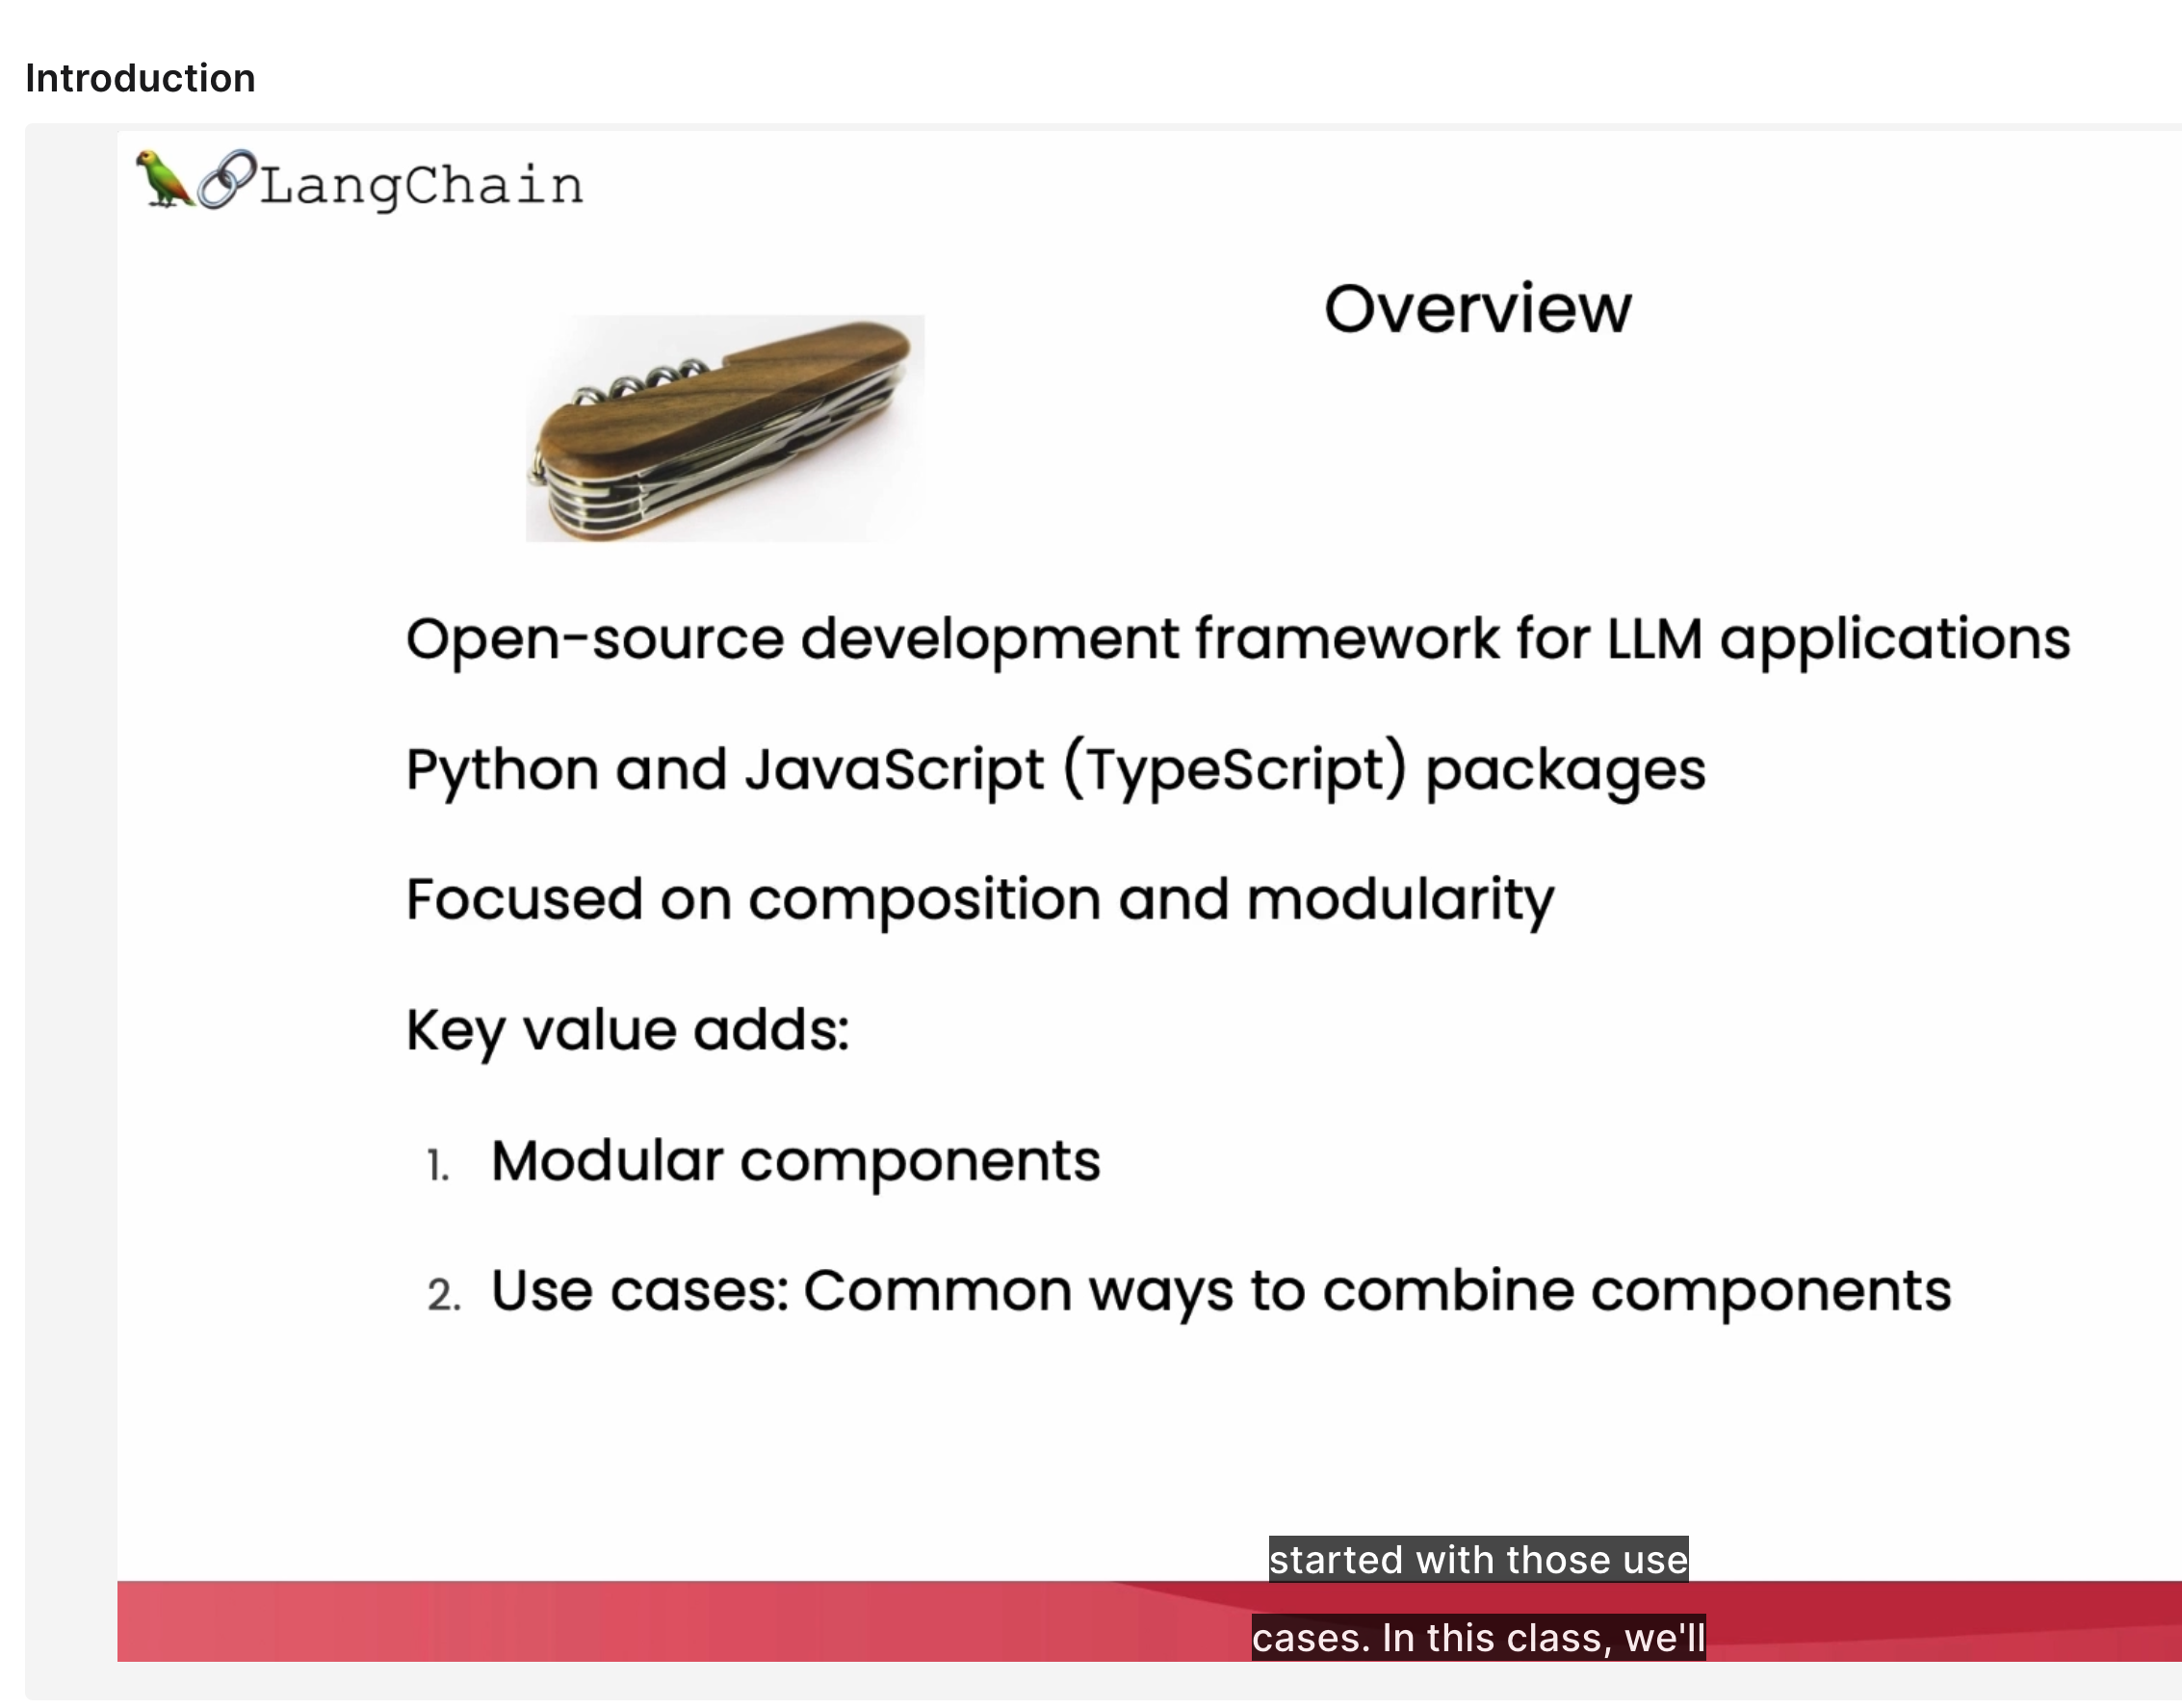 Introduction
LangChain
Overview
Open-source development framework for LLM applications
Python and JavaScript (TypeScript) packages
Focused on composition and modularity
Key value adds:
1. Modular components
2. Use cases: Common ways to combine components
started with those use
cases. In this class, we'll